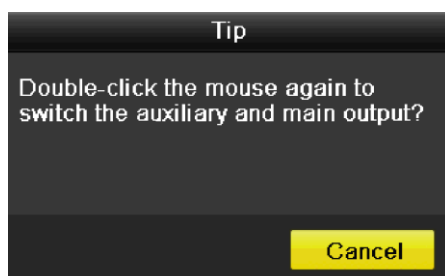 Tip
Double-click the mouse again to
switch the auxiliary and main output?
Cancel